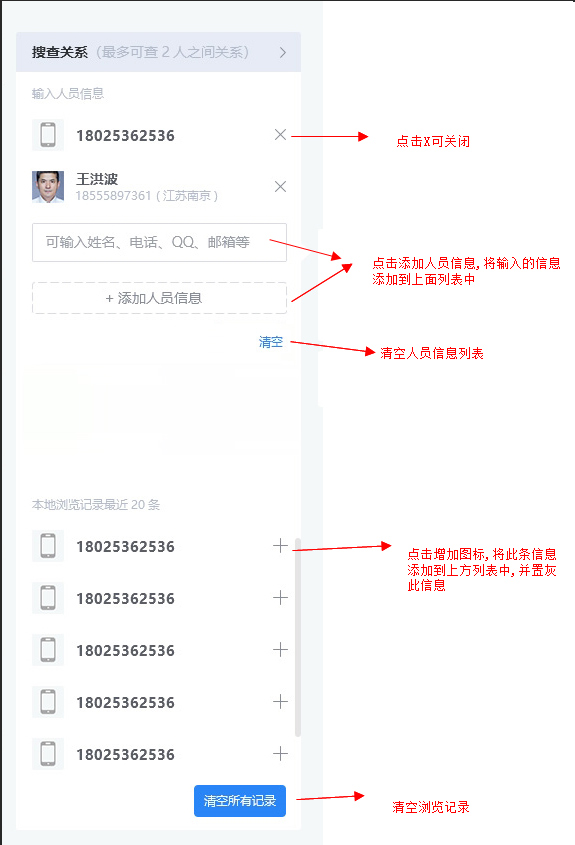 搜查关系（最多可查 2 人之间关系）
输入人员信息
18025362536
点击X可关闭
王洪波
18555897361 ( 江苏南京 )
可输入姓名、电话、QQ、邮箱等
点击添加人员信息, 将输入的信息
添加到上面列表中
+ 添加人员信息
清空
清空人员信息列表
本地浏览记录最近 20 条
18025362536
点击增加图标, 将此条信息
添加到上方列表中, 并置灰
此信息
18025362536
18025362536
18025362536
18025362536
清空所有记录
清空浏览记录